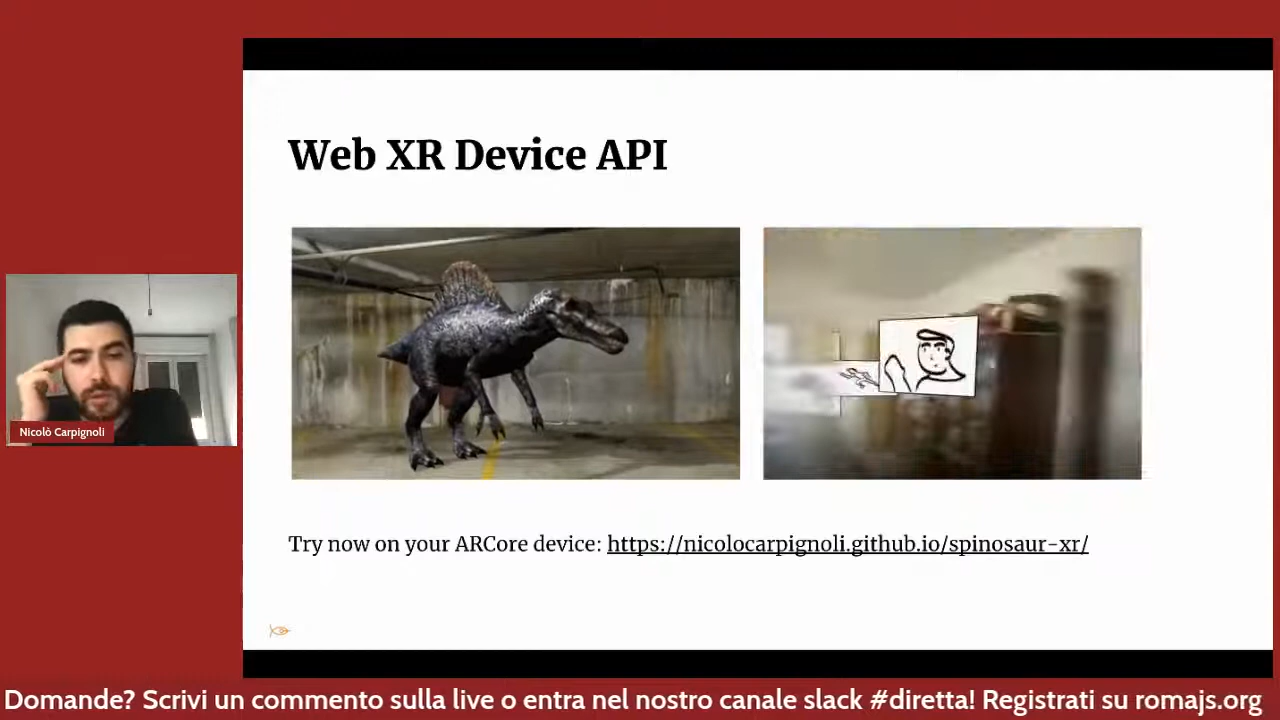 Web XR Device API
Nicolò Carpignoli
Try now on your ARCore device: https://nicolocarpignoli.github.io/spinosaur-xr/
Domande? Scrivi un commento sulla live o entra nel nostro canale slack #diretta! Registrati su romajs.org